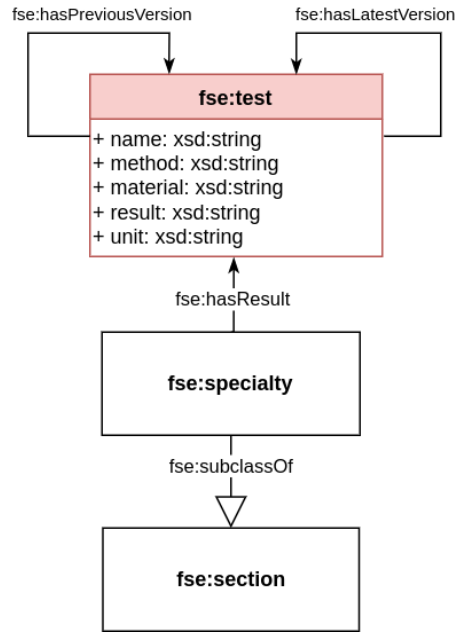 fse:hasPreviousVersion
fse:hasLatestVersion
fse:test
+ name: xsd:string
+ method: xsd:string
+ material: xsd:string
+ result: xsd:string
+ unit: xsd:string
fse:hasResult
fse:specialty
fse:subclassOf
fse:section